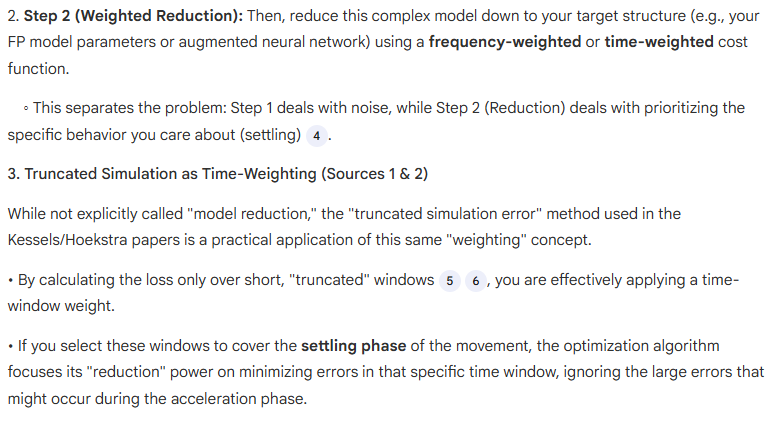 2. Step 2 (Weighted Reduction): Then, reduce this complex model down to your target structure (e.g., your
FP model parameters or augmented neural network) using a frequency-weighted or time-weighted cost
function.
◦ This separates the problem: Step 1 deals with noise, while Step 2 (Reduction) deals with prioritizing the
specific behavior you care about (settling) 4 .
3. Truncated Simulation as Time-Weighting (Sources 1 & 2)
While not explicitly called "model reduction," the "truncated simulation error" method used in the
Kessels/Hoekstra papers is a practical application of this same "weighting" concept.
• By calculating the loss only over short, "truncated" windows 5 6 , you are effectively applying a time-
window weight.
• If you select these windows to cover the settling phase of the movement, the optimization algorithm
focuses its "reduction" power on minimizing errors in that specific time window, ignoring the large errors that
might occur during the acceleration phase.